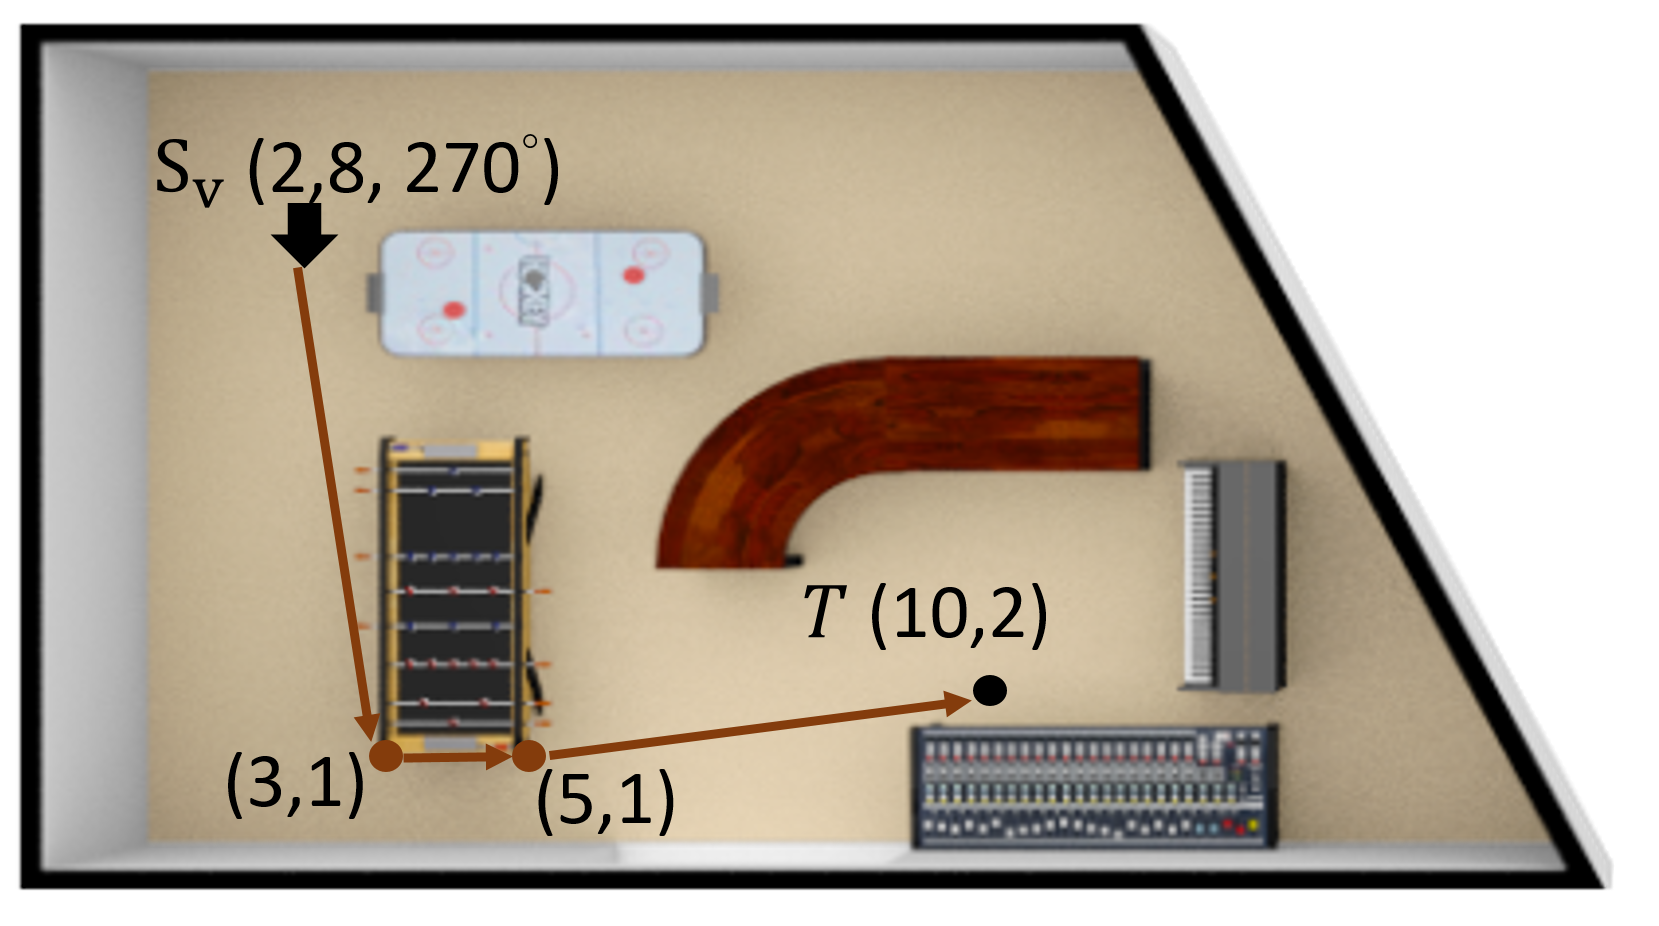 S_v (2,8, 270°)
T (10,2)
(3,1)
(5,1)